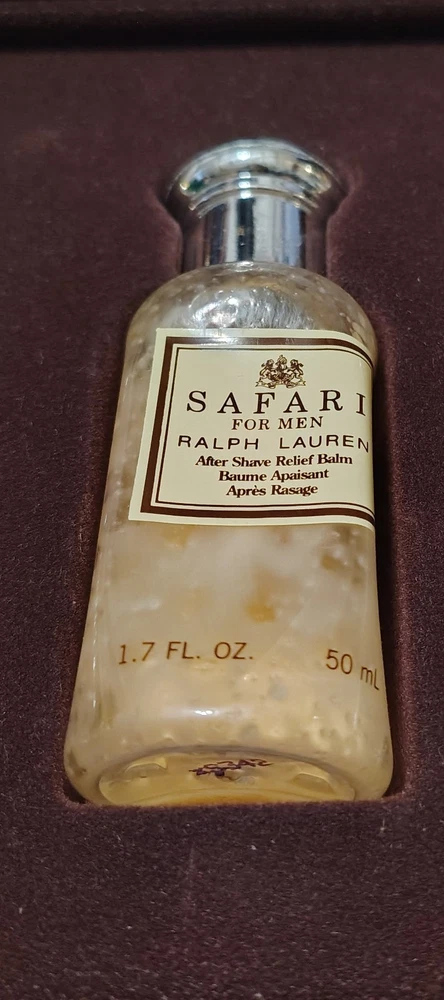 SAFARI
FOR MEN
RALPH LAUREN
After Shave Relief Balm
Baume Apaisant
Après Rasage
1.7 FL. OZ. 50 mL